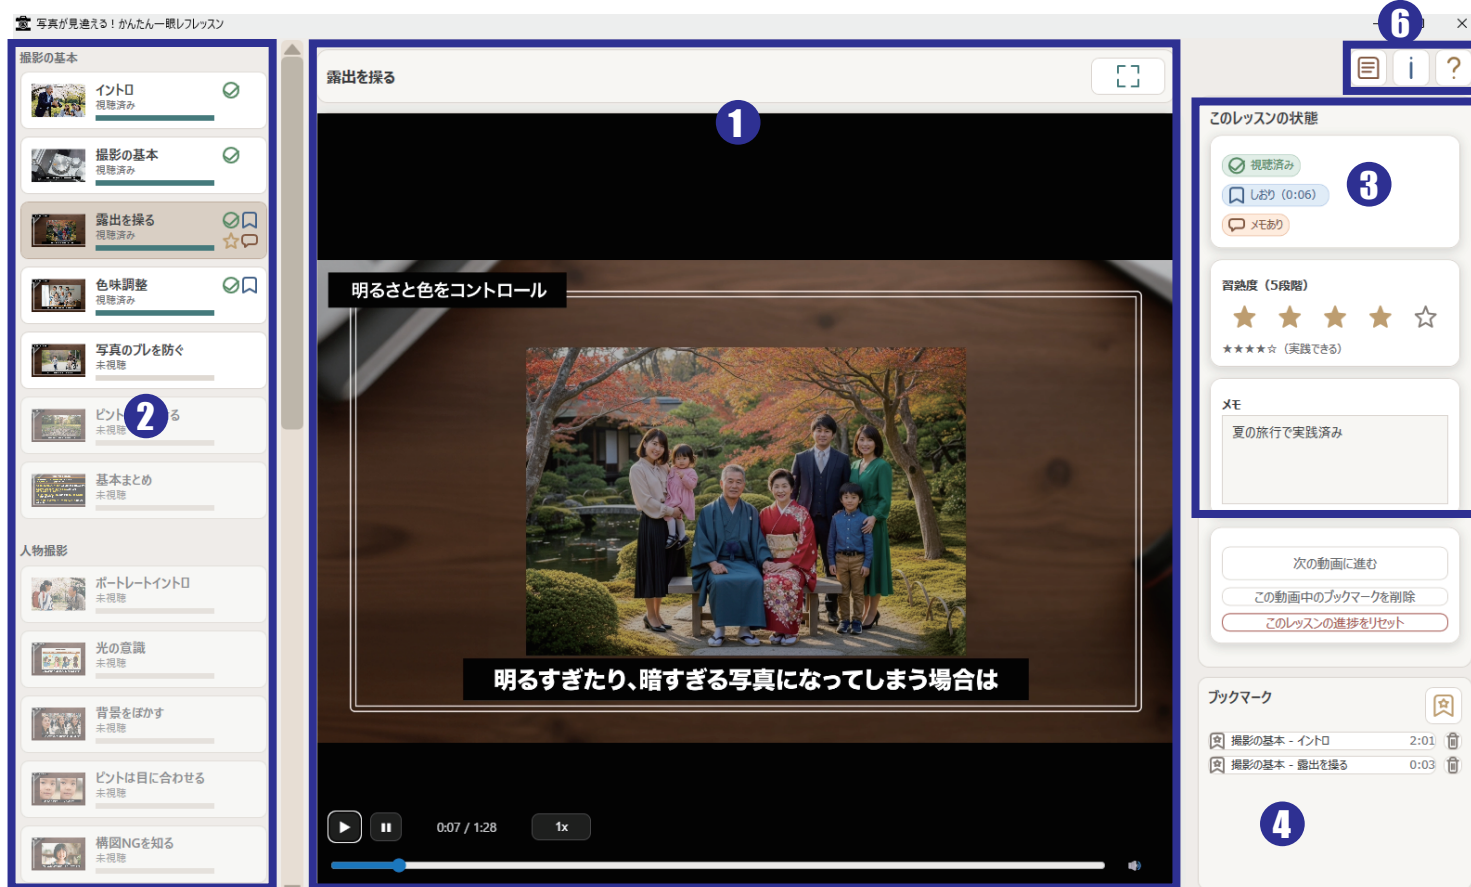 写真が見違える！かんたん一眼レフレッスン
6
撮影の基本
イントロ
視聴済み
撮影の基本
視聴済み
露出を操る
視聴済み
色味調整
視聴済み
写真のブレを防ぐ
未視聴
ピント
る
未視聴
2
基本まとめ
未視聴
人物撮影
ポートレートイントロ
未視聴
光の意識
未視聴
背景をぼかす
未視聴
ピントは目に合わせる
未視聴
構図NGを知る
未視聴
露出を操る
1
明るさと色をコントロール
明るすぎたり、暗すぎる写真になってしまう場合は
0:07 / 1:28
1x
i
?
このレッスンの状態
視聴済み
しおり（0:06）
メモあり
3
習熟度（5段階）
★★★★☆（実践できる）
メモ
夏の旅行で実践済み
次の動画に進む
この動画中のブックマークを削除
このレッスンの進捗をリセット
ブックマーク
撮影の基本 - イントロ 2:01
撮影の基本 - 露出を操る 0:03
4